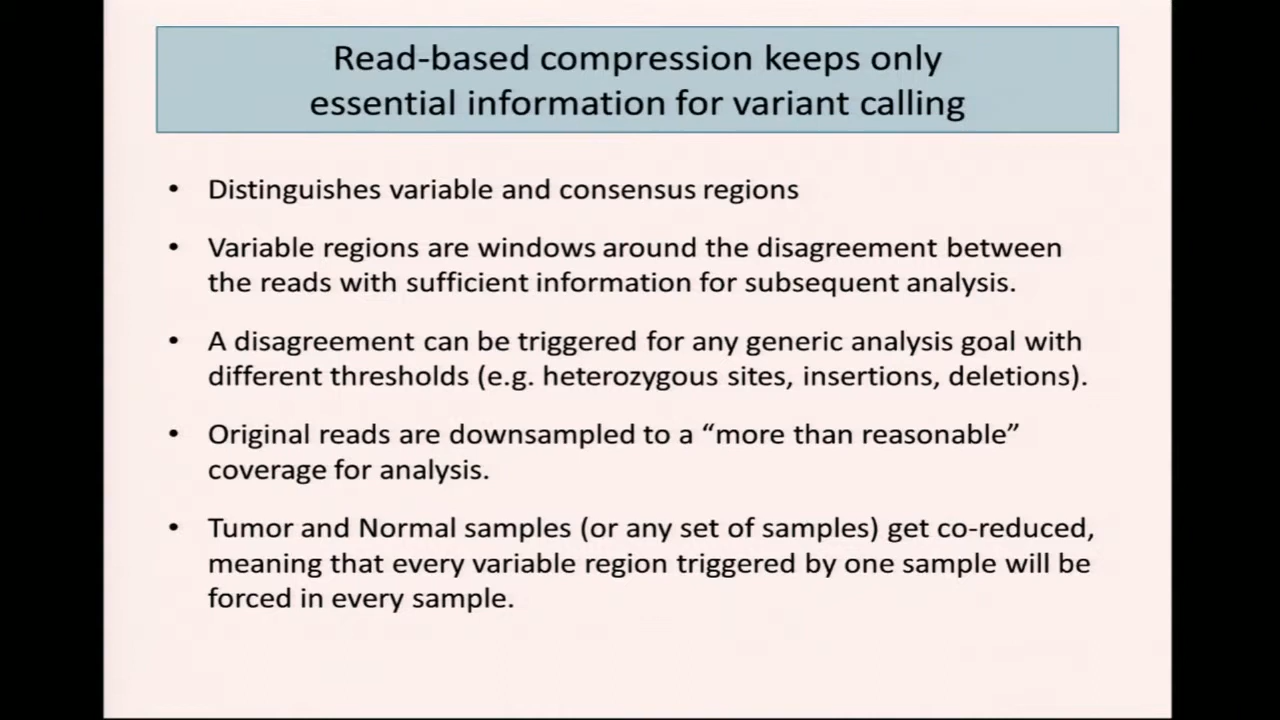 Read-based compression keeps only
essential information for variant calling
• Distinguishes variable and consensus regions
• Variable regions are windows around the disagreement between
the reads with sufficient information for subsequent analysis.
• A disagreement can be triggered for any generic analysis goal with
different thresholds (e.g. heterozygous sites, insertions, deletions).
• Original reads are downsampled to a “more than reasonable”
coverage for analysis.
• Tumor and Normal samples (or any set of samples) get co-reduced,
meaning that every variable region triggered by one sample will be
forced in every sample.